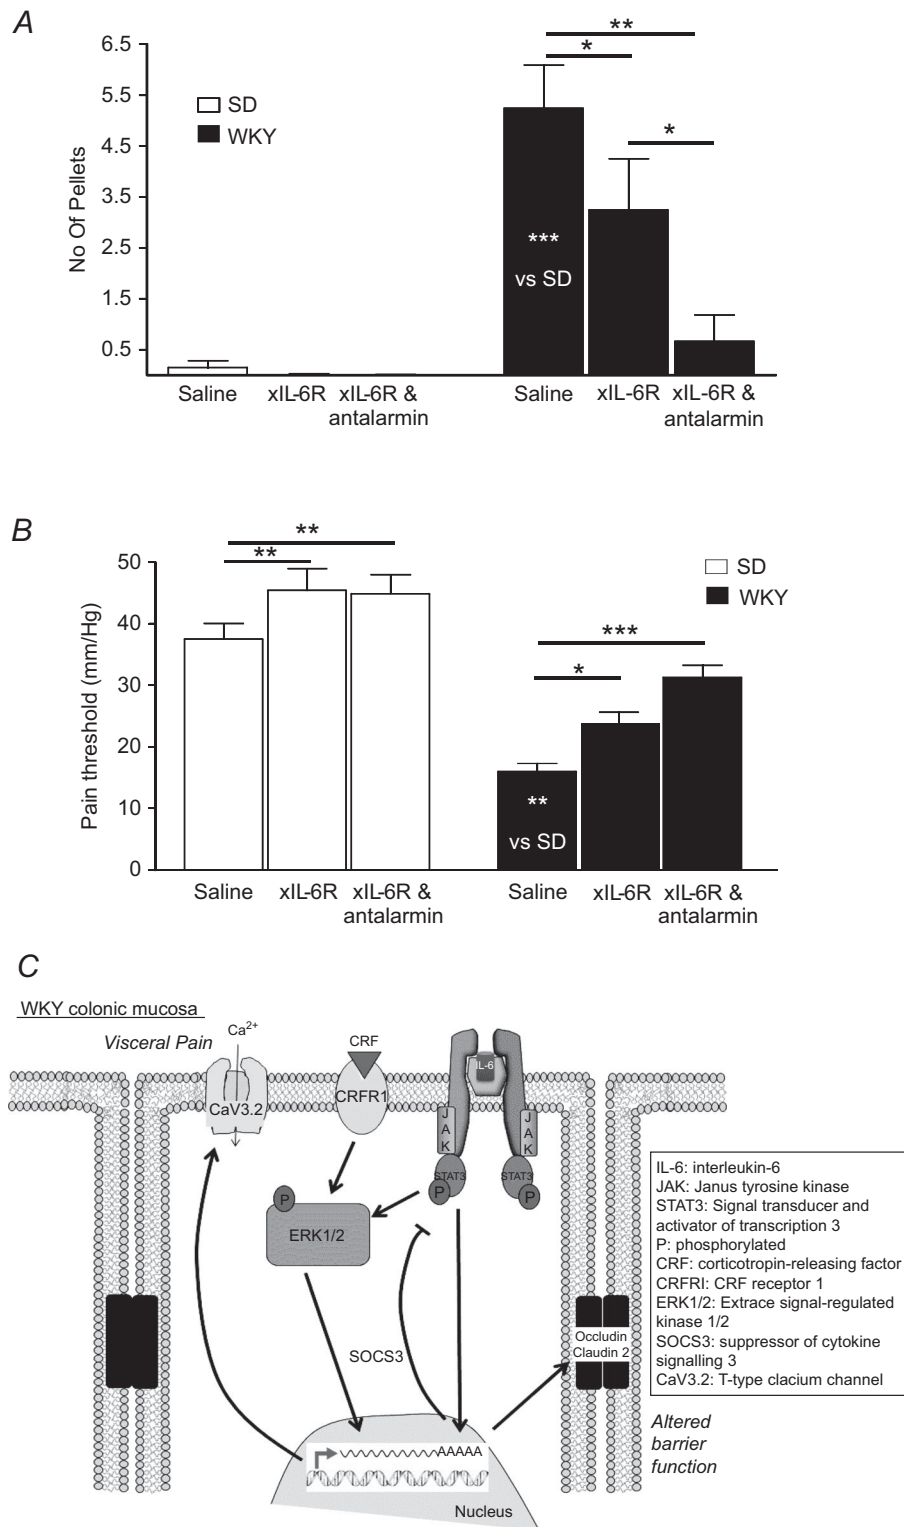 A
No Of Pellets
6.5
5.5
4.5
3.5
2.5
1.5
0.5
SD
WKY
**
*
*
***
vs SD
Saline xIL-6R xIL-6R &
antalarmin
Saline xIL-6R xIL-6R &
antalarmin
B
Pain threshold (mm/Hg)
50
40
30
20
10
0
**
**
SD
WKY
***
*
**
vs SD
Saline xIL-6R xIL-6R &
antalarmin
Saline xIL-6R xIL-6R &
antalarmin
C
WKY colonic mucosa
Visceral Pain
Ca2+
CaV3.2
CRF
CRFR1
IL-6
JAK
JAK
STAT3
STAT3
P
P
P
ERK1/2
SOCS3
AAAAA
Nucleus
Occludin
Claudin 2
IL-6: interleukin-6
JAK: Janus tyrosine kinase
STAT3: Signal transducer and
activator of transcription 3
P: phosphorylated
CRF: corticotropin-releasing factor
CRFRI: CRF receptor 1
ERK1/2: Extrace signal-regulated
kinase 1/2
SOCS3: suppressor of cytokine
signalling 3
CaV3.2: T-type clacium channel
Altered
barrier
function